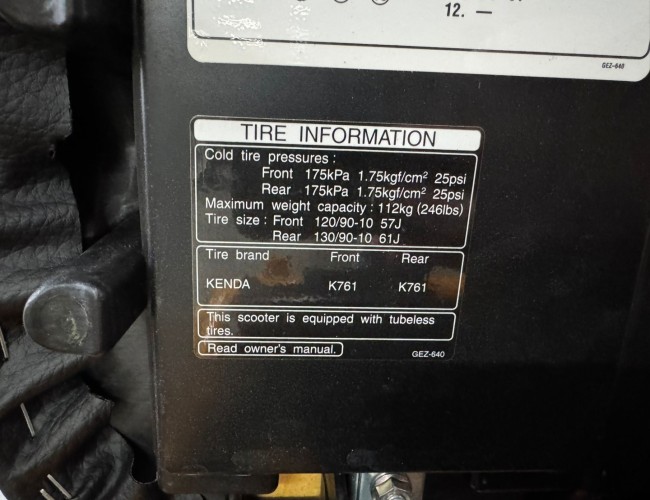 12. —
GEZ-640
TIRE INFORMATION
Cold tire pressures :
Front 175kPa 1.75kgf/cm² 25psi
Rear 175kPa 1.75kgf/cm² 25psi
Maximum weight capacity : 112kg (246lbs)
Tire size : Front 120/90-10 57J
Rear 130/90-10 61J
Tire brand Front Rear
KENDA K761 K761
This scooter is equipped with tubeless
tires.
Read owner's manual.
GEZ-640